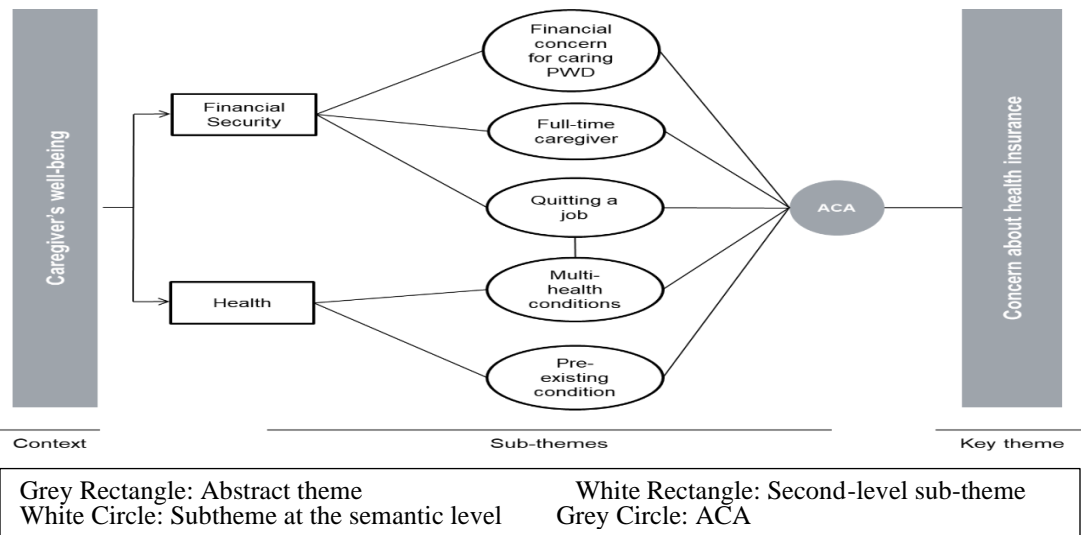 Caregiver's well-being
Financial
Security
Health
Financial
concern
for caring
PWD
Full-time
caregiver
Quitting a
job
Multi-
health
conditions
Pre-
existing
condition
ACA
Concern about health insurance
Context
Sub-themes
Key theme
Grey Rectangle: Abstract theme White Rectangle: Second-level sub-theme
White Circle: Subtheme at the semantic level Grey Circle: ACA